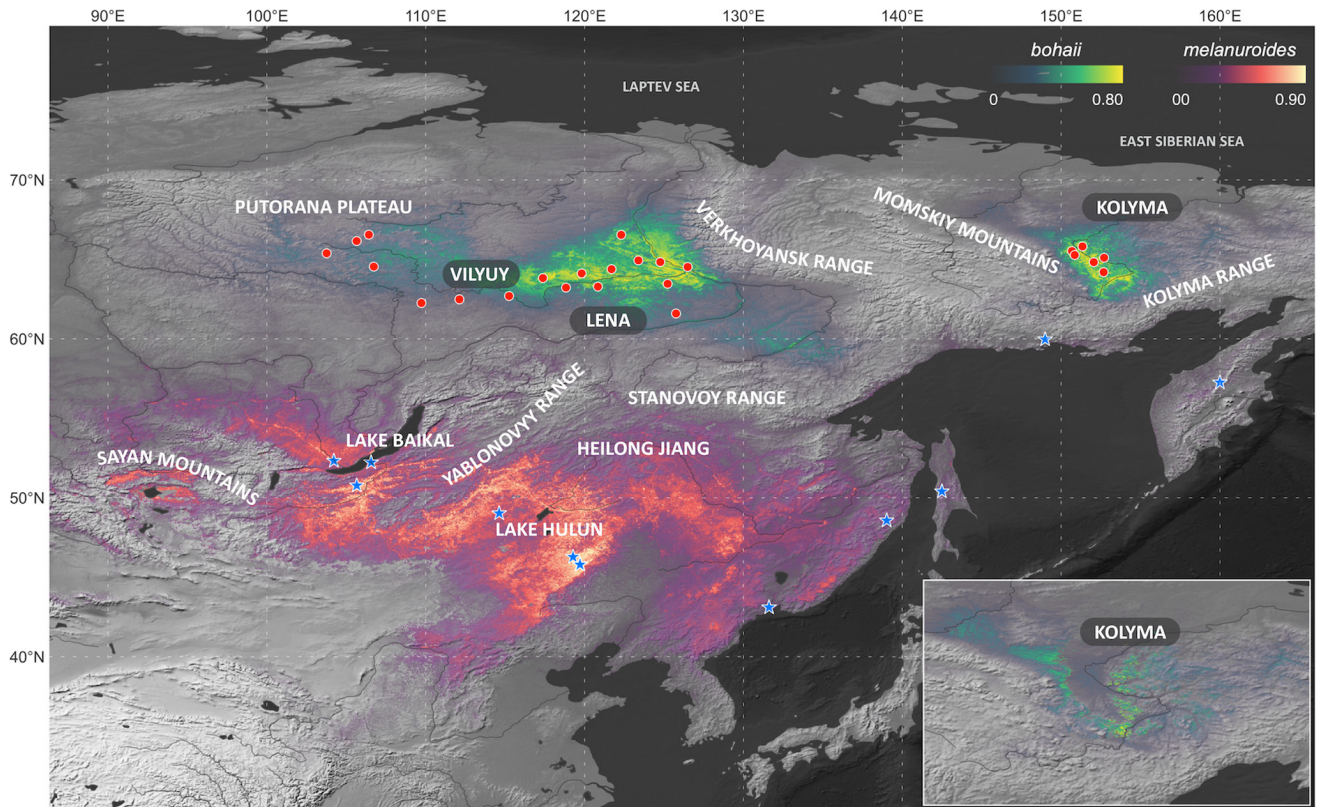 90°E 100°E 110°E 120°E 130°E 140°E 150°E 160°E
bohaii melanuroides
LAPTEV SEA
0 0.80 00 0.90
EAST SIBERIAN SEA
70°N
PUTORANA PLATEAU
VERKHOYANSK RANGE
MOMSKIY MOUNTAINS
KOLYMA
VILYUY
KOLYMA RANGE
LENA
60°N
YABLONOVYY RANGE
STANOVOY RANGE
LAKE BAIKAL
HEILONG JIANG
SAYAN MOUNTAINS
50°N
LAKE HULUN
KOLYMA
40°N